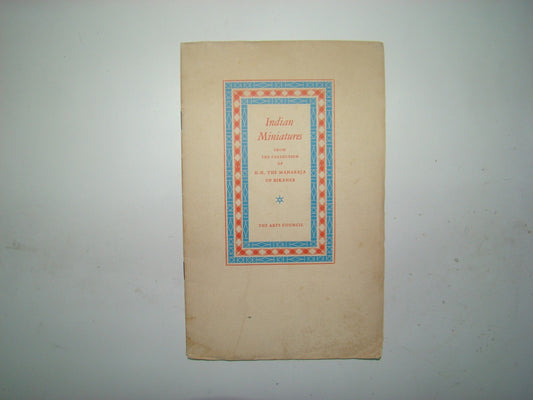 Indian
Miniatures
FROM
THE COLLECTION
OF
H.H. THE MAHARAJA
OF BIKANER
THE ARTS COUNCIL